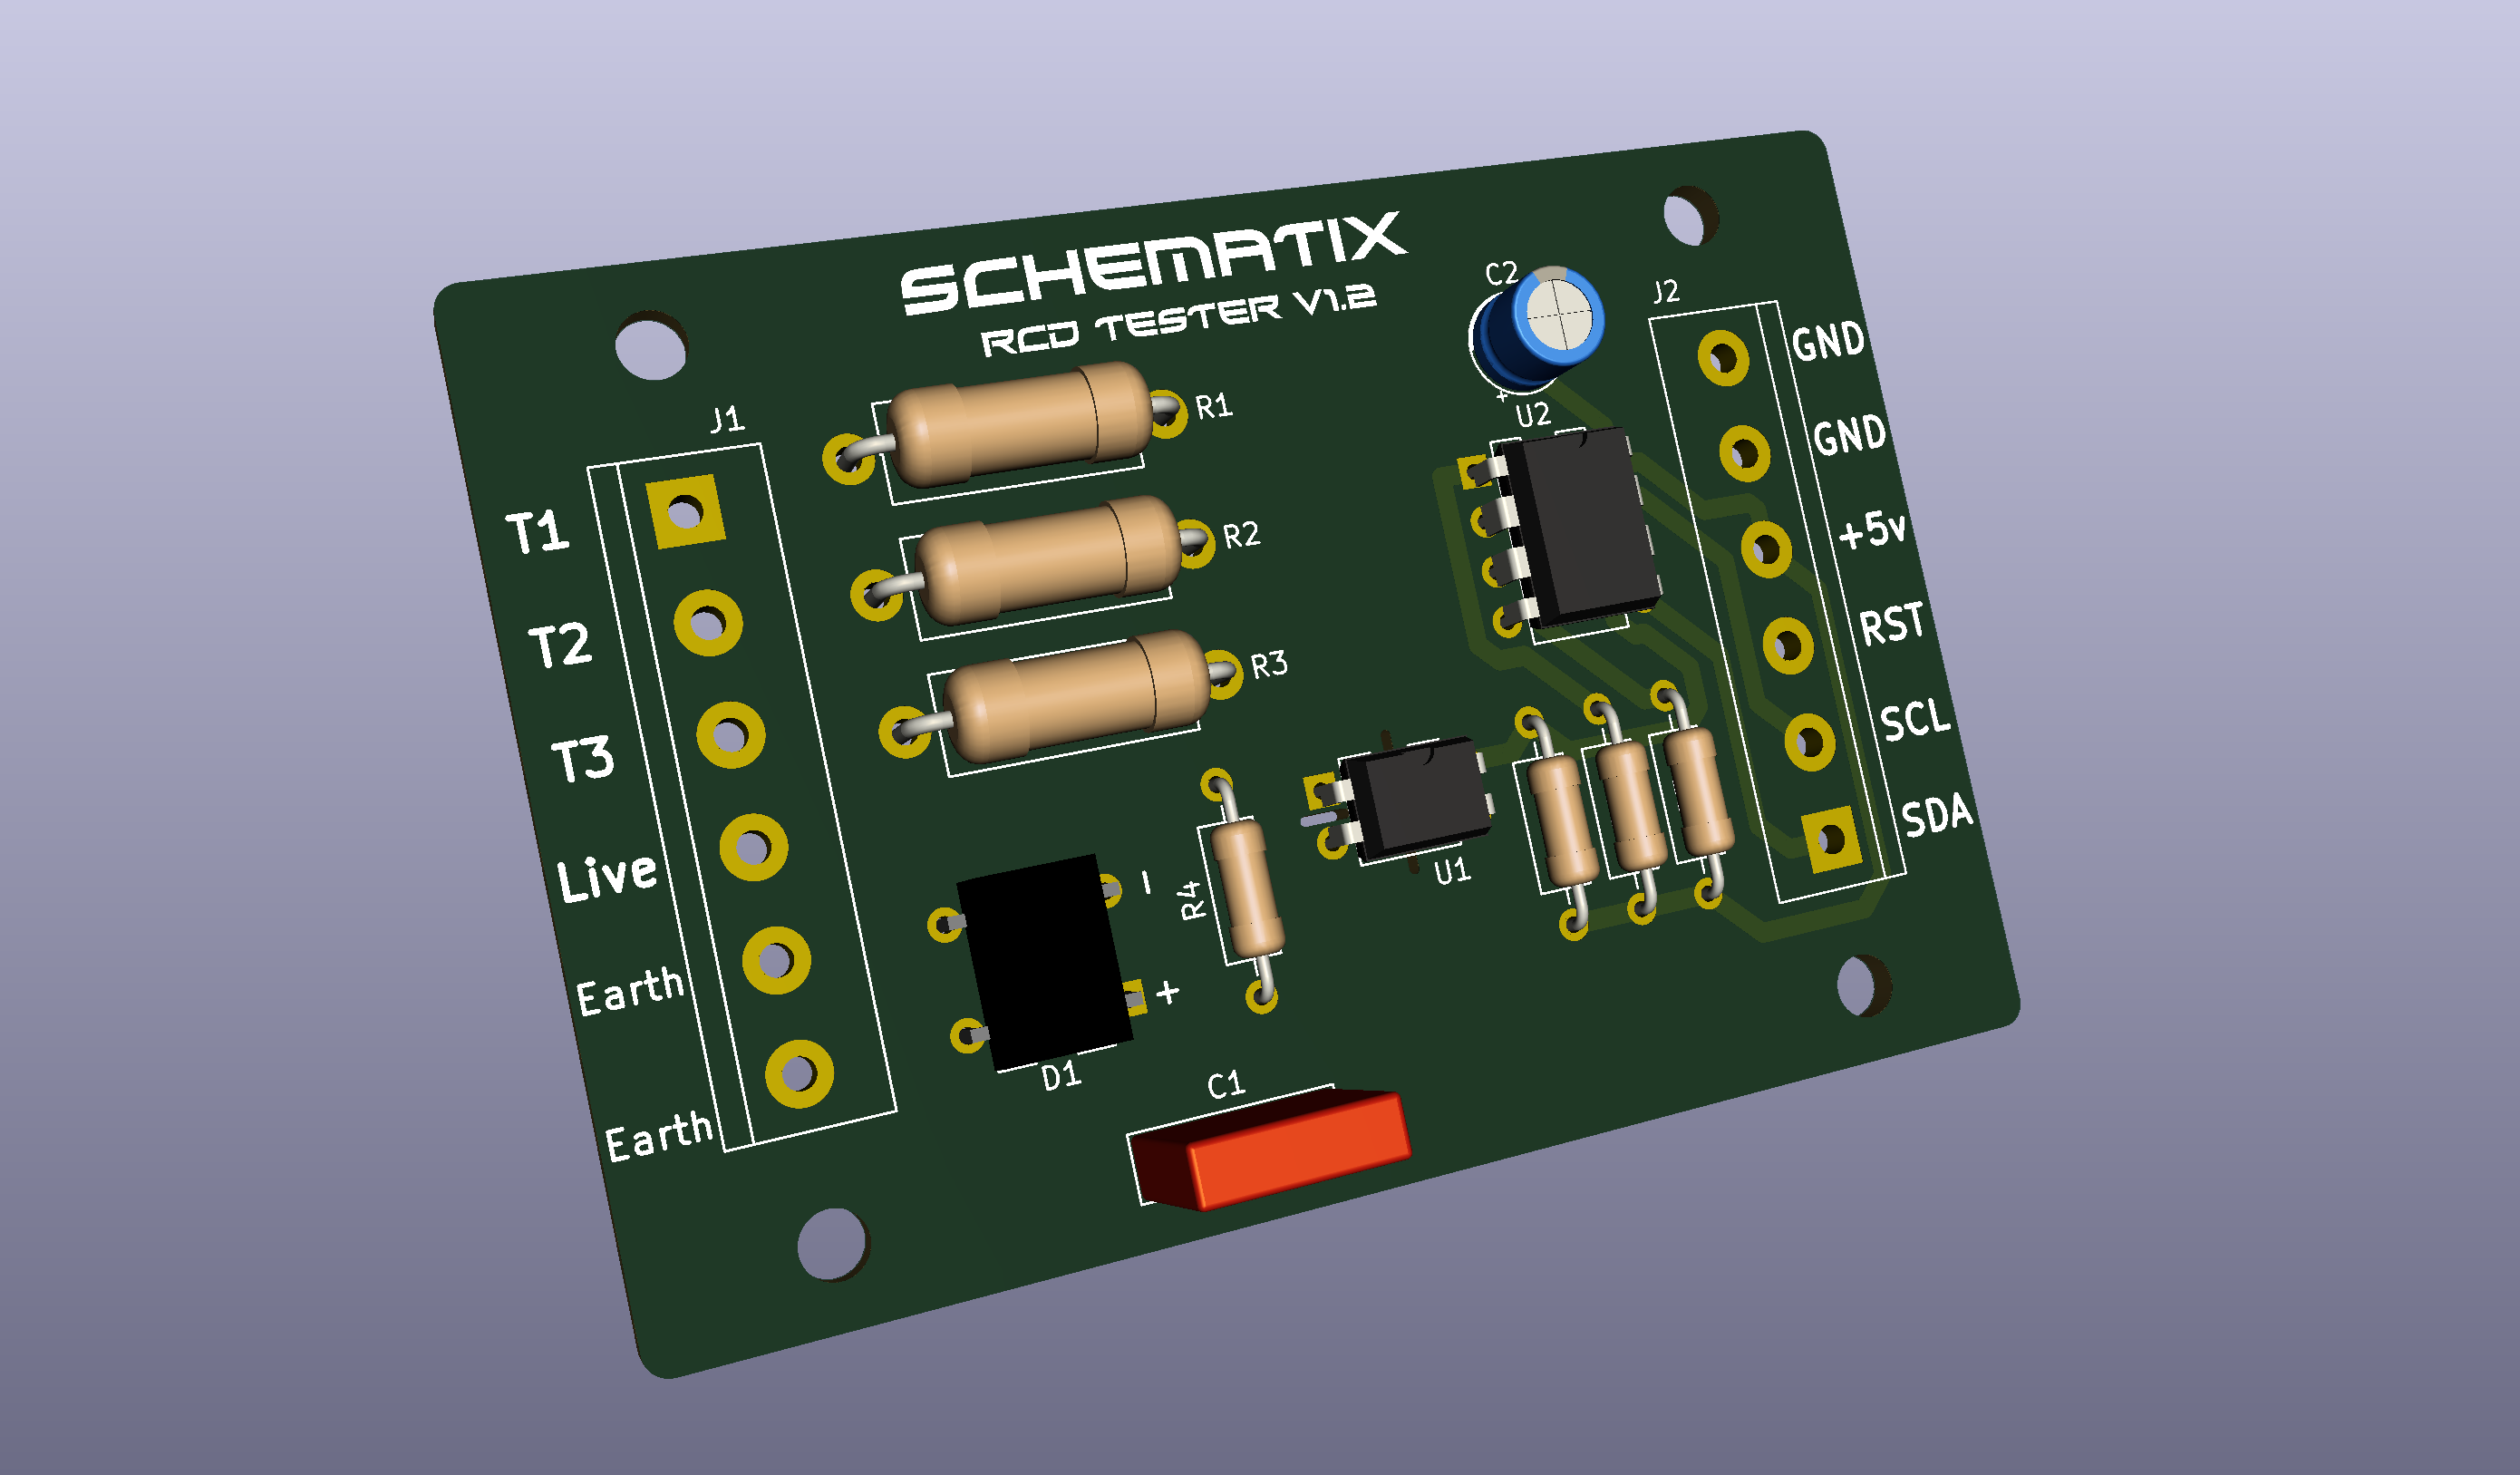 SCHEMATIX
RCD TESTER V1.2
C2
J2
GND
U2
R1
J1
GND
R2
T1
+5v
R3
RST
T2
SCL
T3
SDA
U1
R4
Live
-
+
Earth
D1
C1
Earth
+